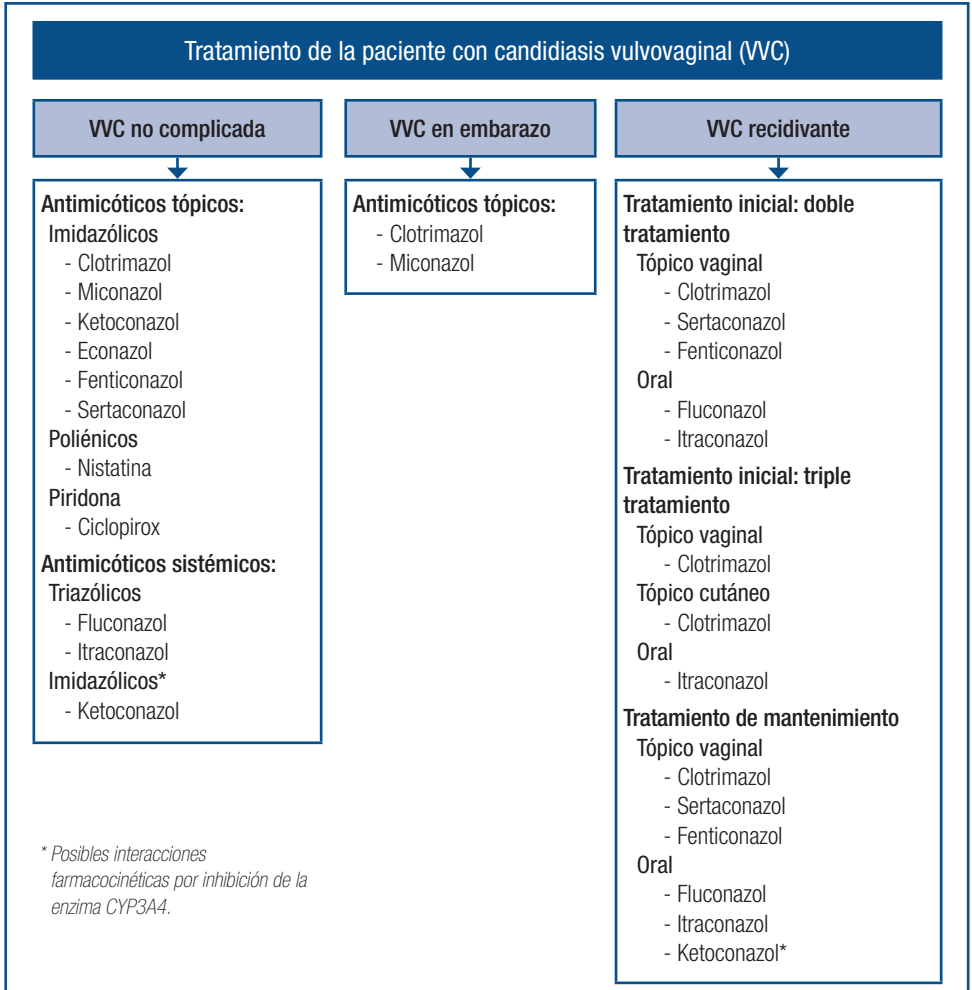 Tratamiento de la paciente con candidiasis vulvovaginal (VVC)
VVC no complicada
Antimicóticos tópicos:
Imidazólicos
- Clotrimazol
- Miconazol
- Ketoconazol
- Econazol
- Fenticonazol
- Sertaconazol
Poliénicos
- Nistatina
Piridona
- Ciclopirox
Antimicóticos sistémicos:
Triazólicos
- Fluconazol
- Itraconazol
Imidazólicos*
- Ketoconazol
* Posibles interacciones
farmacocinéticas por inhibición de la
enzima CYP3A4.
VVC en embarazo
Antimicóticos tópicos:
- Clotrimazol
- Miconazol
VVC recidivante
Tratamiento inicial: doble
tratamiento
Tópico vaginal
- Clotrimazol
- Sertaconazol
- Fenticonazol
Oral
- Fluconazol
- Itraconazol
Tratamiento inicial: triple
tratamiento
Tópico vaginal
- Clotrimazol
Tópico cutáneo
- Clotrimazol
Oral
- Itraconazol
Tratamiento de mantenimiento
Tópico vaginal
- Clotrimazol
- Sertaconazol
- Fenticonazol
Oral
- Fluconazol
- Itraconazol
- Ketoconazol*